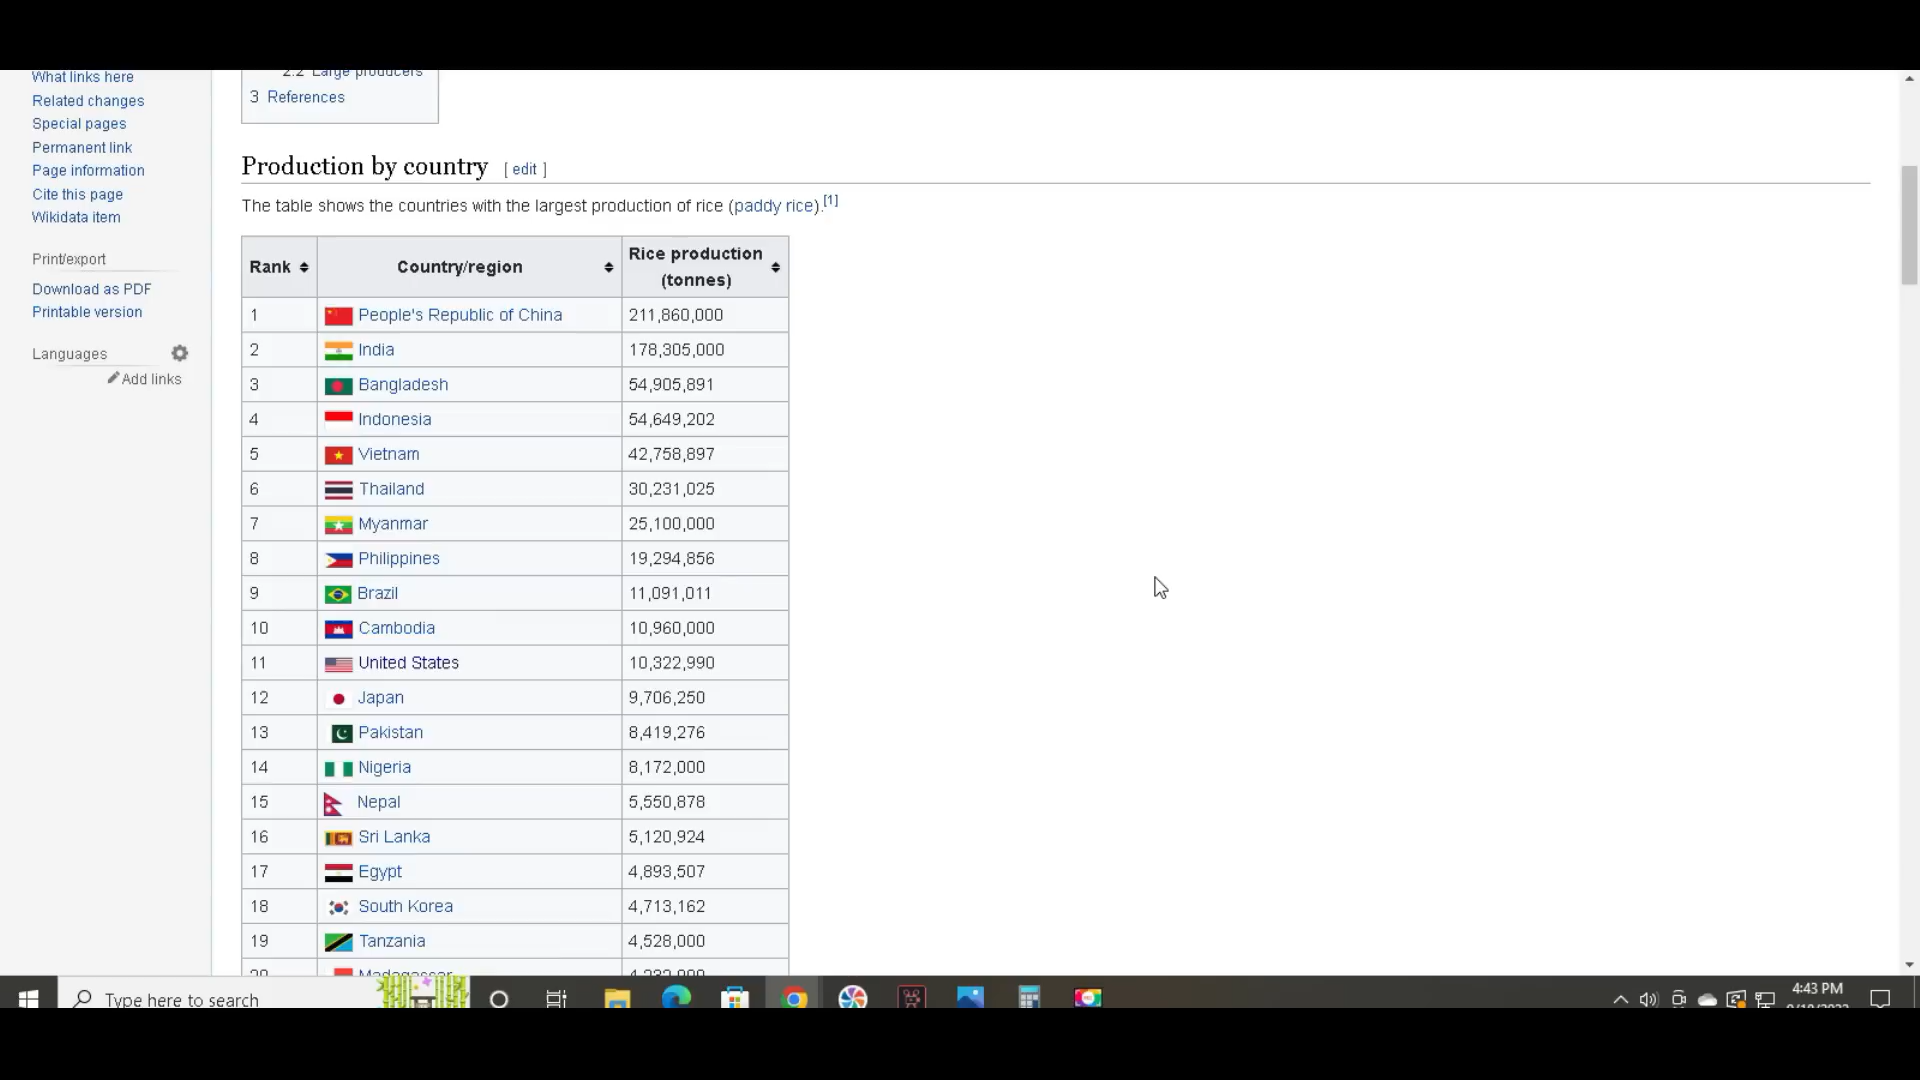 What links here
Related changes
Special pages
Permanent link
Page information
Cite this page
Wikidata item
Print/export
Download as PDF
Printable version
Languages
Add links
2.2 Large producers
3 References
Production by country [ edit ]
The table shows the countries with the largest production of rice (paddy rice).[1]
Rank Country/region Rice production (tonnes)
1 People's Republic of China 211,860,000
2 India 178,305,000
3 Bangladesh 54,905,891
4 Indonesia 54,649,202
5 Vietnam 42,758,897
6 Thailand 30,231,025
7 Myanmar 25,100,000
8 Philippines 19,294,856
9 Brazil 11,091,011
10 Cambodia 10,960,000
11 United States 10,322,990
12 Japan 9,706,250
13 Pakistan 8,419,276
14 Nigeria 8,172,000
15 Nepal 5,550,878
16 Sri Lanka 5,120,924
17 Egypt 4,893,507
18 South Korea 4,713,162
19 Tanzania 4,528,000
20 Madagascar
Type here to search
4:43 PM